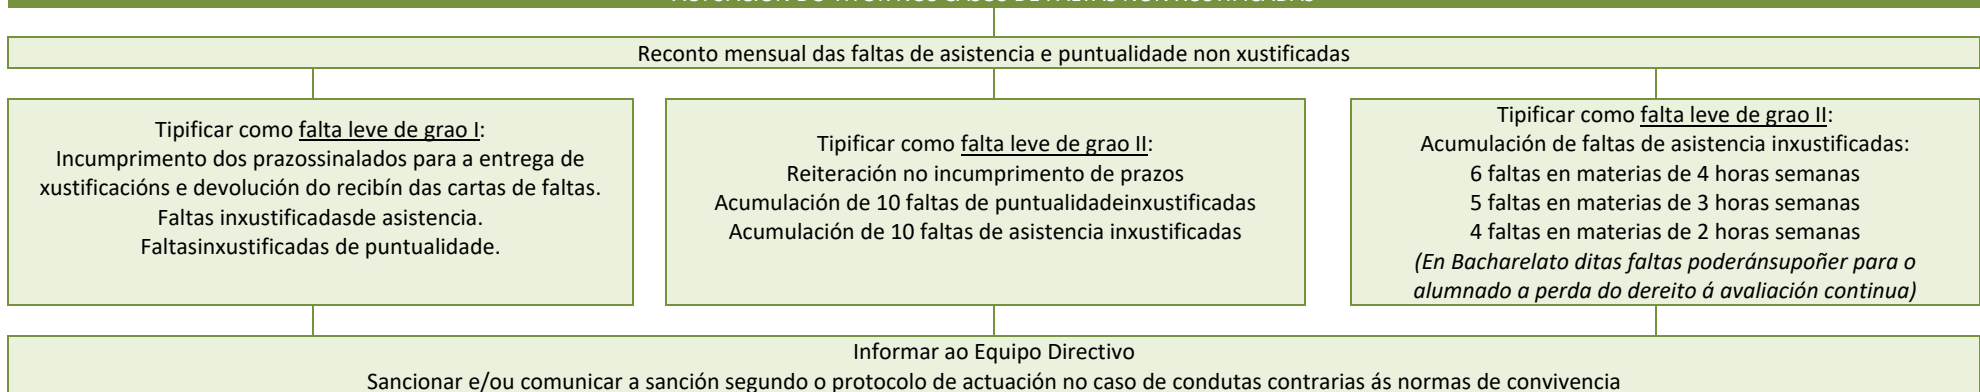 Reconto mensual das faltas de asistencia e puntualidade non xustificadas
Tipificar como falta leve de grao I:
Incumprimento dos prazossinalados para a entrega de
xustificacións e devolución do recibín das cartas de faltas.
Faltas inxustificadasde asistencia.
Faltasinxustificadas de puntualidade.
Tipificar como falta leve de grao II:
Reiteración no incumprimento de prazos
Acumulación de 10 faltas de puntualidadeinxustificadas
Acumulación de 10 faltas de asistencia inxustificadas
Tipificar como falta leve de grao II:
Acumulación de faltas de asistencia inxustificadas:
6 faltas en materias de 4 horas semanas
5 faltas en materias de 3 horas semanas
4 faltas en materias de 2 horas semanas
(En Bacharelato ditas faltas poderánsupoñer para o
alumnado a perda do dereito á avaliación continua)
Informar ao Equipo Directivo
Sancionar e/ou comunicar a sanción segundo o protocolo de actuación no caso de condutas contrarias ás normas de convivencia